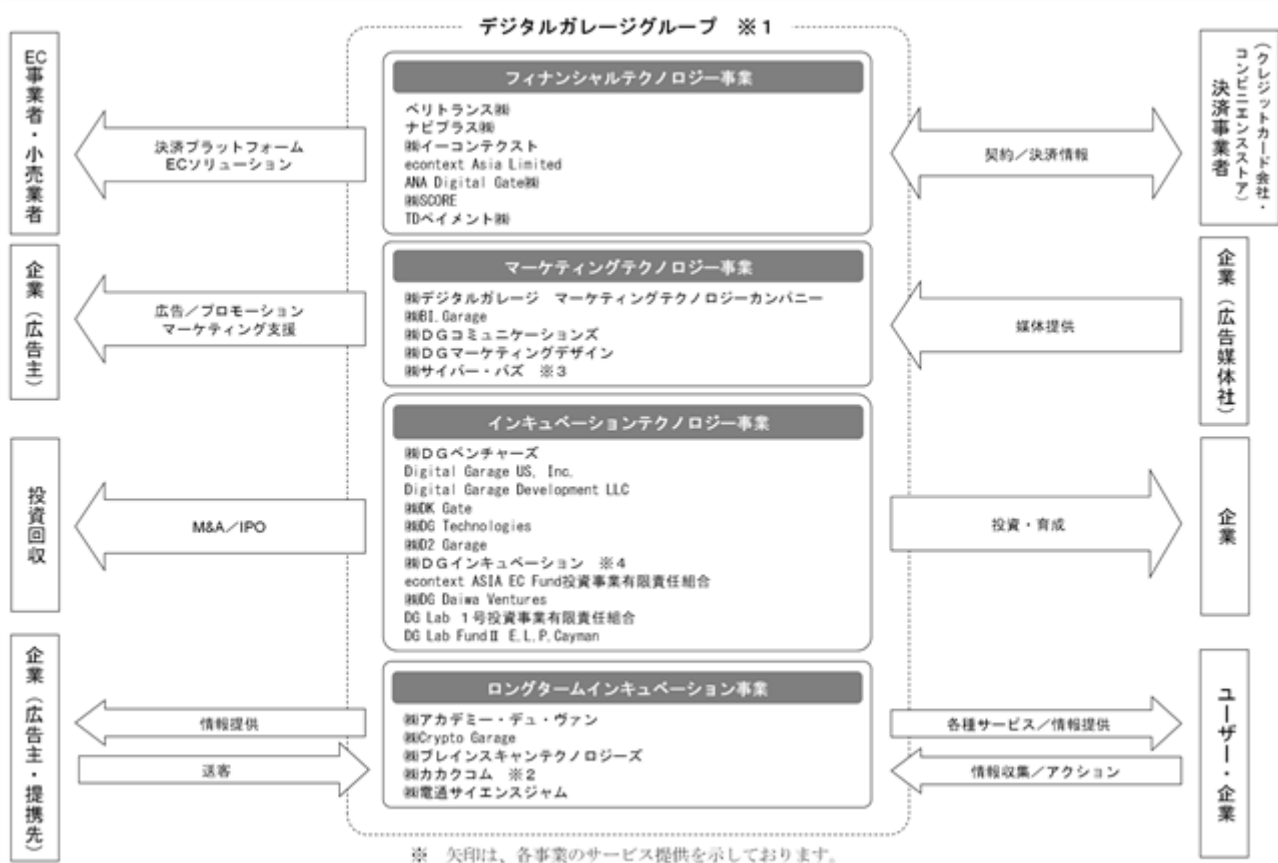 デジタルガレージグループ ※1
EC事業者・小売業者
決済プラットフォーム
ECソリューション
フィナンシャルテクノロジー事業
ベリトランス㈱
ナビプラス㈱
㈱イーコンテクスト
econtext Asia Limited
ANA Digital Gate㈱
㈱SCORE
TDペイメント㈱
契約／決済情報
決済事業者
（クレジットカード会社・
コンビニエンスストア）
企業（広告主）
広告／プロモーション
マーケティング支援
マーケティングテクノロジー事業
㈱デジタルガレージ マーケティングテクノロジーカンパニー
㈱BI.Garage
㈱ＤＧコミュニケーションズ
㈱ＤＧマーケティングデザイン
㈱サイバー・バズ ※3
媒体提供
企業（広告媒体社）
投資回収
M&A／IPO
インキュベーションテクノロジー事業
㈱ＤＧベンチャーズ
Digital Garage US, Inc.
Digital Garage Development LLC
㈱DK Gate
㈱DG Technologies
㈱D2 Garage
㈱ＤＧインキュベーション ※4
econtext ASIA EC Fund投資事業有限責任組合
㈱DG Daiwa Ventures
DG Lab 1号投資事業有限責任組合
DG Lab FundⅡ E.L.P.Cayman
投資・育成
企業
企業（広告主・提携先）
情報提供
送客
ロングタームインキュベーション事業
㈱アカデミー・デュ・ヴァン
㈱Crypto Garage
㈱ブレインスキャンテクノロジーズ
㈱カカクコム ※2
㈱電通サイエンスジャム
各種サービス／情報提供
情報収集／アクション
ユーザー・企業
※ 矢印は、各事業のサービス提供を示しております。